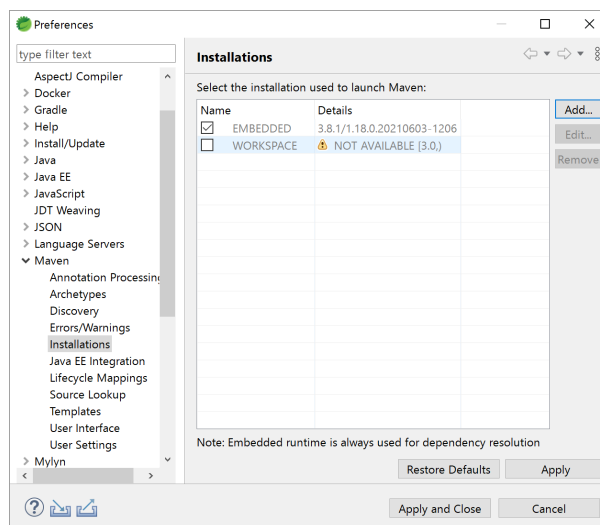 Preferences
type filter text
AspectJ Compiler
Docker
Gradle
Help
Install/Update
Java
Java EE
JavaScript
JDT Weaving
JSON
Language Servers
Maven
Annotation Processing
Archetypes
Discovery
Errors/Warnings
Installations
Java EE Integration
Lifecycle Mappings
Source Lookup
Templates
User Interface
User Settings
Mylyn
Installations
Select the installation used to launch Maven:
Name Details
EMBEDDED 3.8.1/1.18.0.20210603-1206
WORKSPACE NOT AVAILABLE [3.0,)
Add...
Edit...
Remove
Note: Embedded runtime is always used for dependency resolution
Restore Defaults Apply
? Apply and Close Cancel